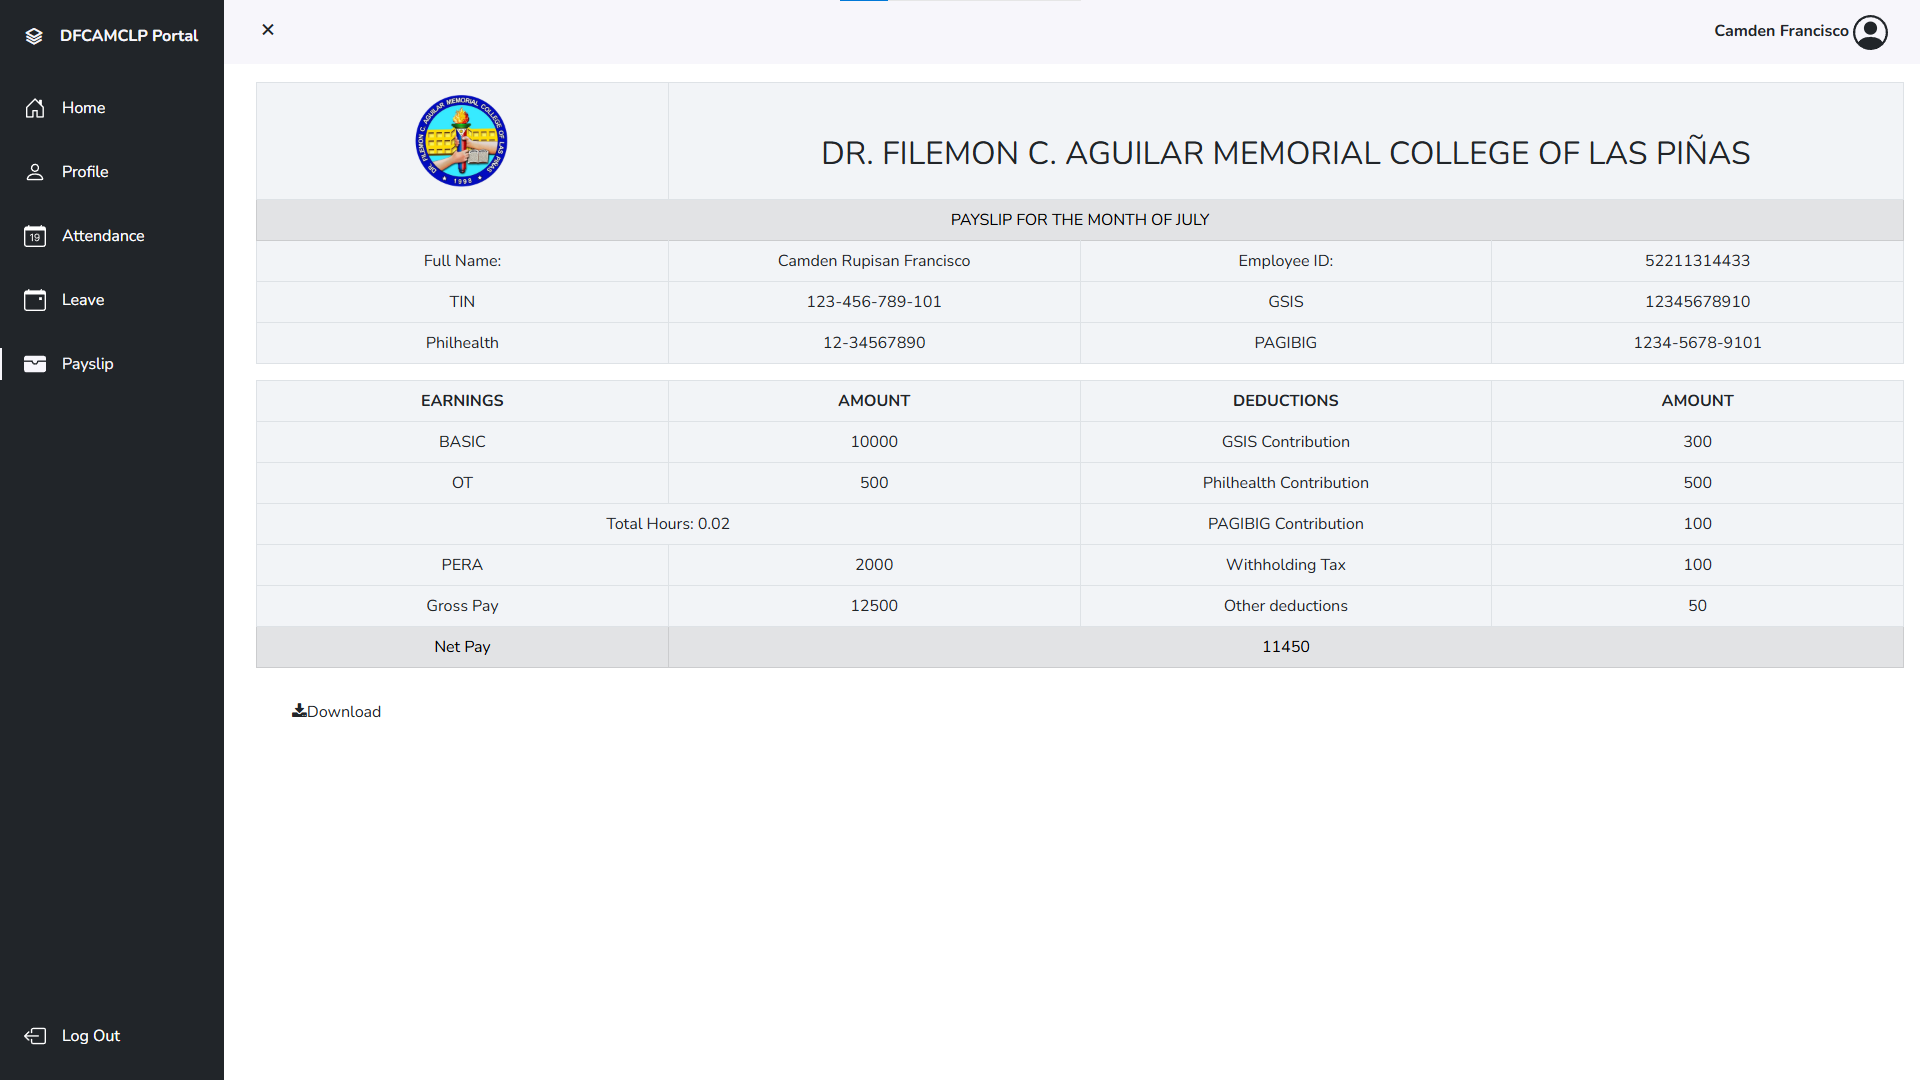 DFCAMCLP Portal
Camden Francisco
Home
Profile
19
Attendance
Leave
Payslip
Log Out
DR. FILEMON C. AGUILAR MEMORIAL COLLEGE OF LAS PIÑAS
1998
DR. FILEMON C. AGUILAR MEMORIAL COLLEGE OF LAS PIÑAS
PAYSLIP FOR THE MONTH OF JULY
Full Name: Camden Rupisan Francisco Employee ID: 52211314433
TIN 123-456-789-101 GSIS 12345678910
Philhealth 12-34567890 PAGIBIG 1234-5678-9101
EARNINGS AMOUNT DEDUCTIONS AMOUNT
BASIC 10000 GSIS Contribution 300
OT 500 Philhealth Contribution 500
Total Hours: 0.02 PAGIBIG Contribution 100
PERA 2000 Withholding Tax 100
Gross Pay 12500 Other deductions 50
Net Pay 11450
Download